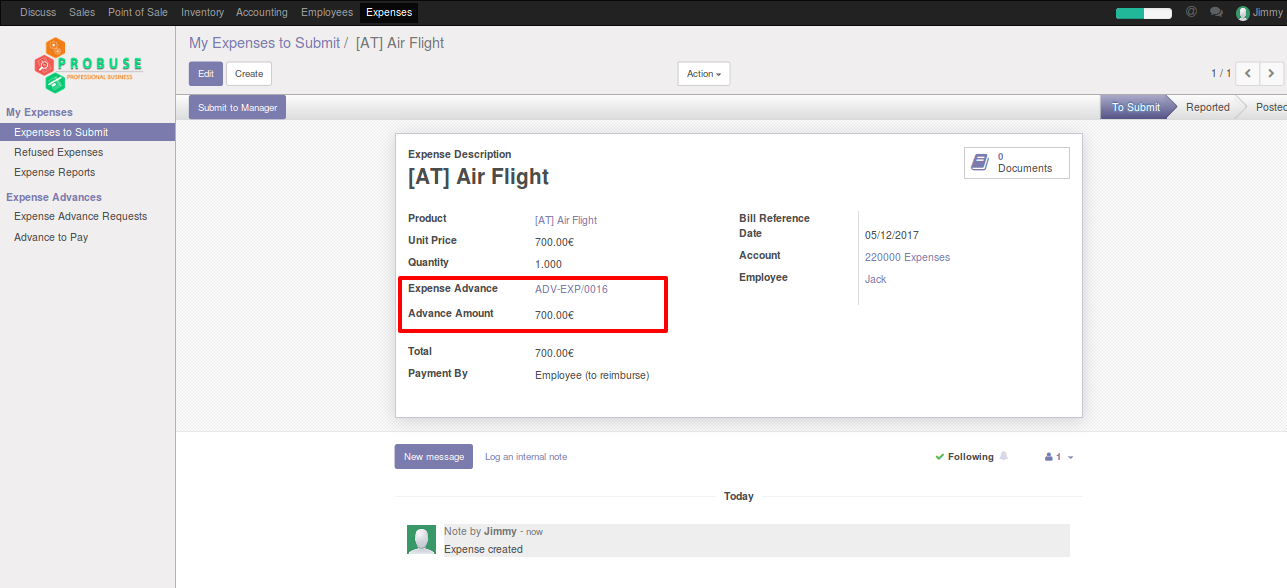 Discuss Sales Point of Sale Inventory Accounting Employees Expenses @ Jimmy
PROBUSE
PROFESSIONAL BUSINESS
My Expenses
Expenses to Submit
Refused Expenses
Expense Reports
Expense Advances
Expense Advance Requests
Advance to Pay
My Expenses to Submit / [AT] Air Flight
Edit Create Action 1 / 1
Submit to Manager To Submit Reported Posted
Expense Description
[AT] Air Flight
0
Documents
Product [AT] Air Flight
Unit Price 700.00€
Quantity 1.000
Expense Advance ADV-EXP/0016
Advance Amount 700.00€
Total 700.00€
Payment By Employee (to reimburse)
Bill Reference
Date 05/12/2017
Account 220000 Expenses
Employee Jack
New message Log an internal note Following 1
Today
Note by Jimmy - now
Expense created